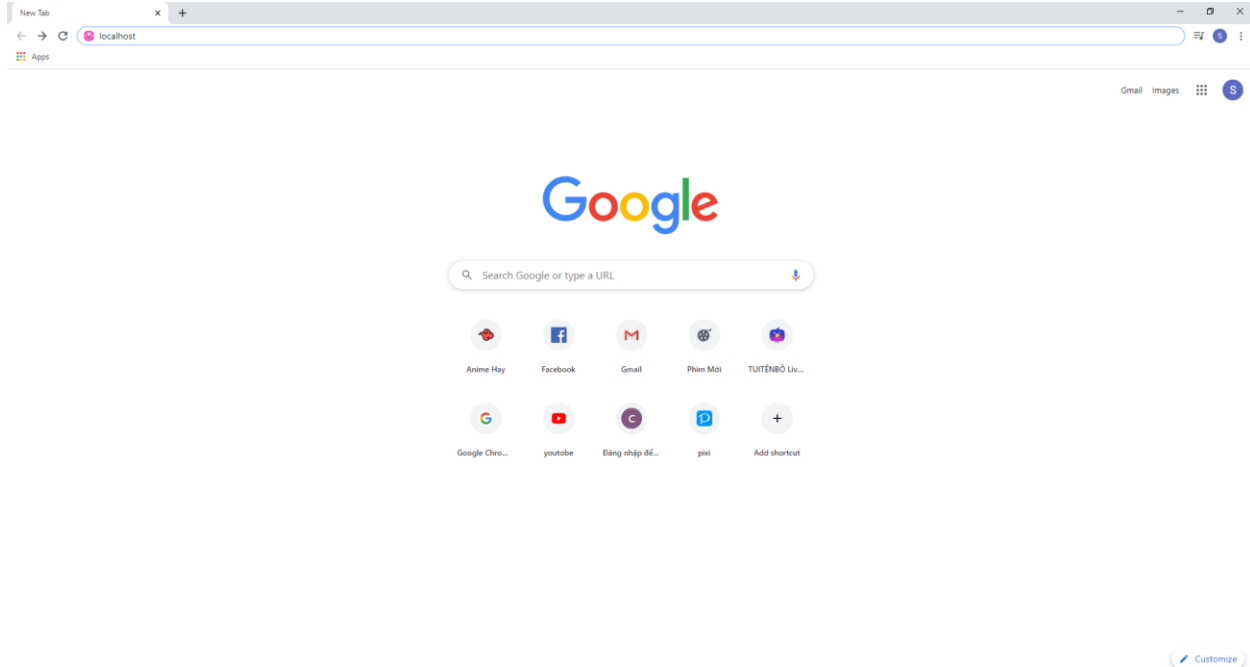 New Tab
localhost
Apps
Gmail Images
S
Google
Search Google or type a URL
Anime Hay Facebook Gmail Phim Mới TUITÊNBÔ Liv...
Google Chro... youtobe Đăng nhập để... pixi Add shortcut
Customize